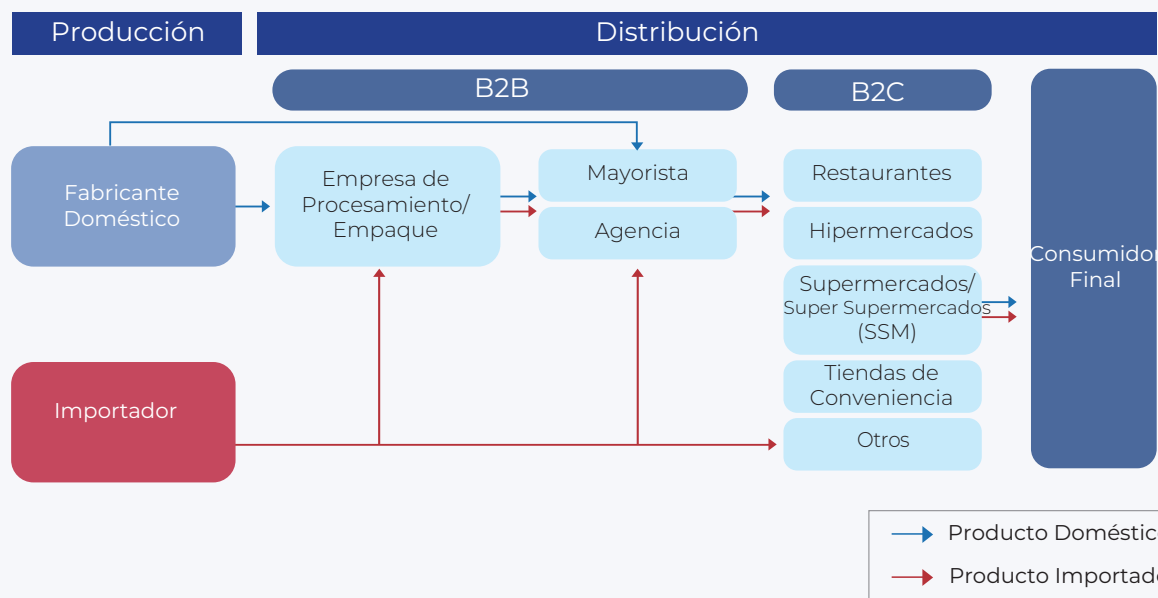 Producción
Distribución
B2B
B2C
Fabricante
Doméstico
Empresa de
Procesamiento/
Empaque
Mayorista
Agencia
Restaurantes
Hipermercados
Supermercados/
Super Supermercados
(SSM)
Tiendas de
Conveniencia
Otros
Consumidor
Final
Importador
Producto Doméstic
Producto Importado